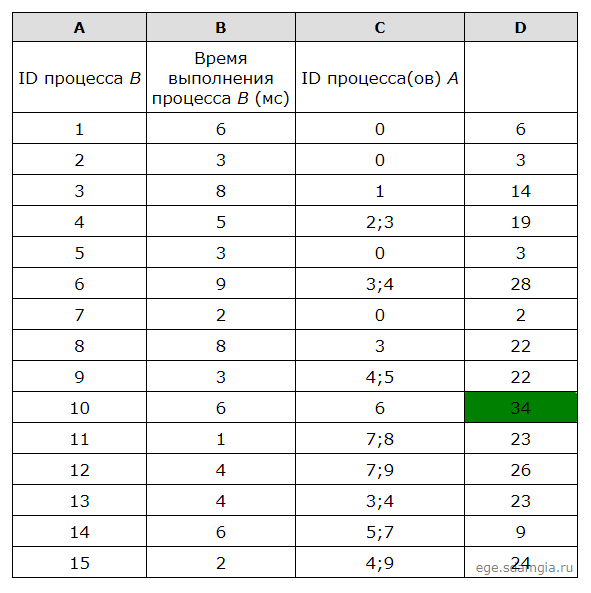 A B C D
ID процесса B Время выполнения процесса B (мс) ID процесса(ов) A
1 6 0 6
2 3 0 3
3 8 1 14
4 5 2;3 19
5 3 0 3
6 9 3;4 28
7 2 0 2
8 8 3 22
9 3 4;5 22
10 6 6 34
11 1 7;8 23
12 4 7;9 26
13 4 3;4 23
14 6 5;7 9
15 2 4;9 24
ege.sdamgia.ru